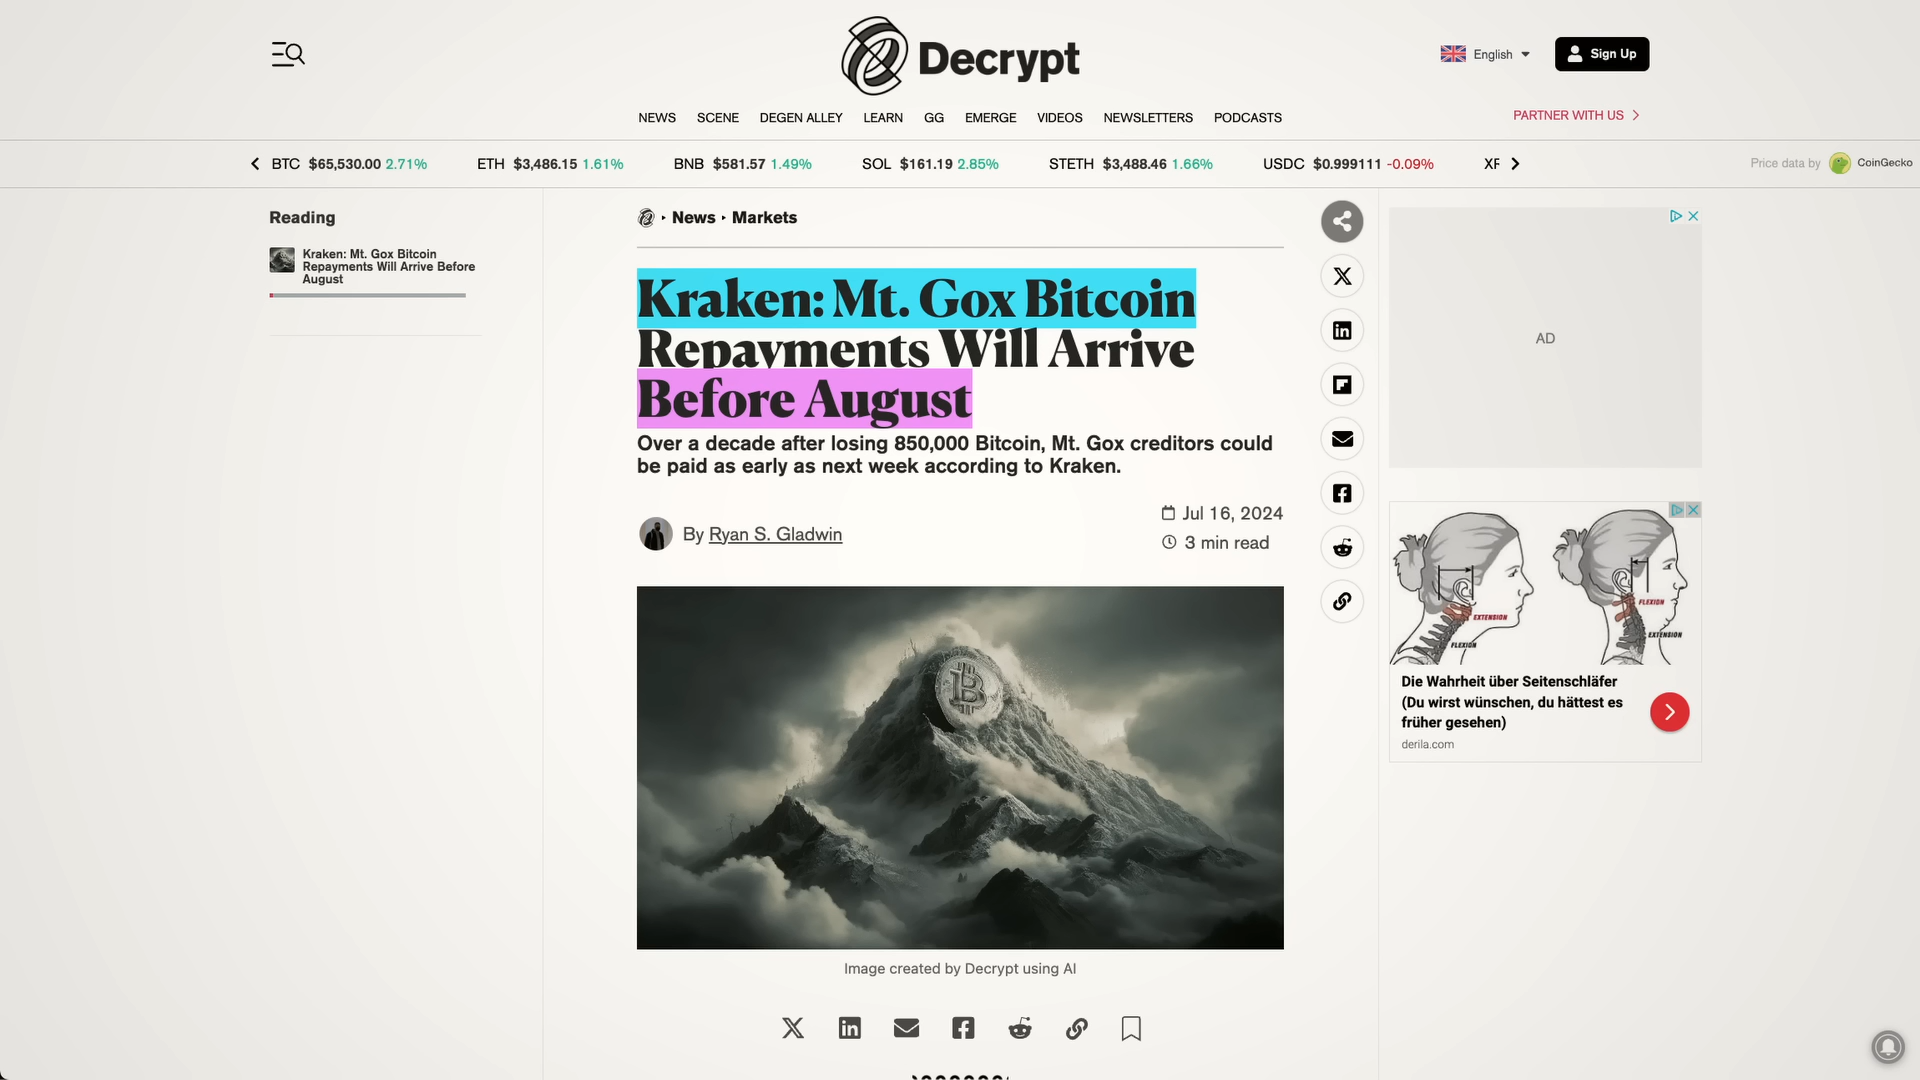 Decrypt
English
Sign Up
NEWS SCENE DEGEN ALLEY LEARN GG EMERGE VIDEOS NEWSLETTERS PODCASTS
PARTNER WITH US
BTC $65,530.00 2.71% ETH $3,486.15 1.61% BNB $581.57 1.49% SOL $161.19 2.85% STETH $3,488.46 1.66% USDC $0.999111 -0.09%
Price data by CoinGecko
Reading
Kraken: Mt. Gox Bitcoin
Repayments Will Arrive Before
August
News Markets
Kraken: Mt. Gox Bitcoin
Repayments Will Arrive
Before August
Over a decade after losing 850,000 Bitcoin, Mt. Gox creditors could
be paid as early as next week according to Kraken.
By Ryan S. Gladwin
Jul 16, 2024
3 min read
B
Image created by Decrypt using AI
AD
EXTENSION
FLEXION
FLEXION
EXTENSION
Die Wahrheit über Seitenschläfer
(Du wirst wünschen, du hättest es
früher gesehen)
derila.com